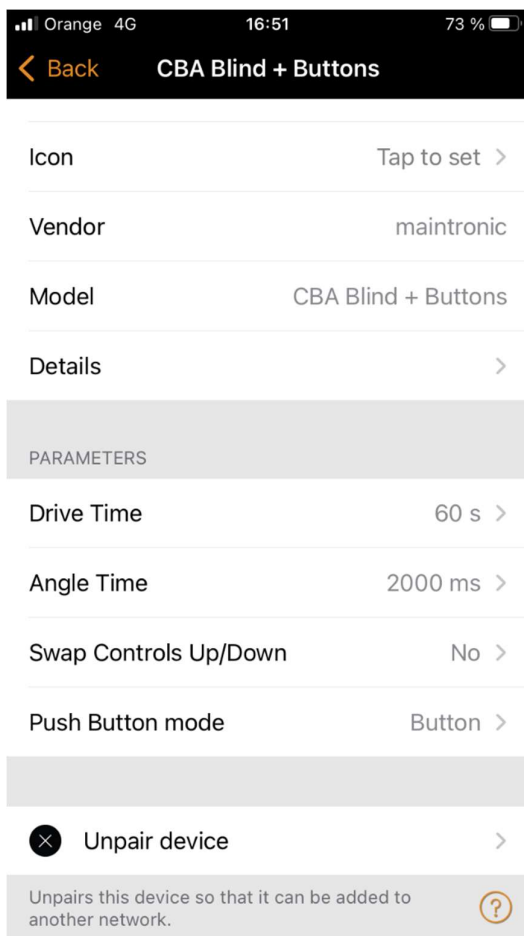 Orange 4G 16:51 73 %
Back CBA Blind + Buttons
Icon Tap to set
Vendor maintronic
Model CBA Blind + Buttons
Details
PARAMETERS
Drive Time 60 s
Angle Time 2000 ms
Swap Controls Up/Down No
Push Button mode Button
Unpair device
Unpairs this device so that it can be added to
another network.
?